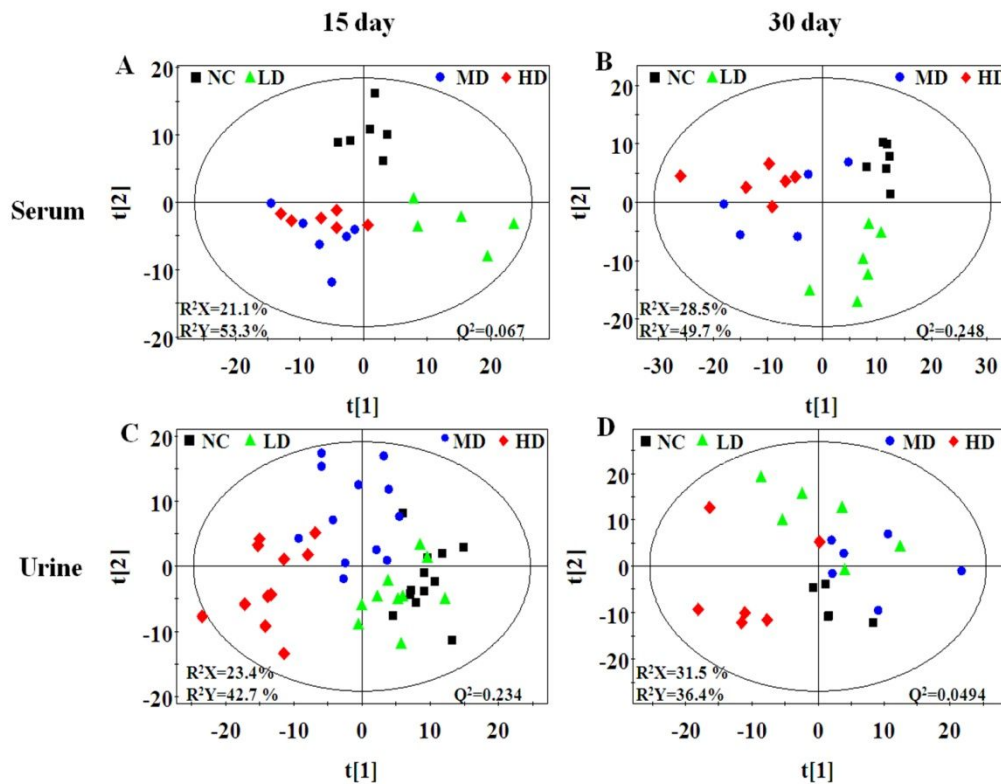 15 day
30 day
Serum
Urine
A
NC LD MD HD
20
10
0
-10
-20
t[2]
R²X=21.1%
R²Y=53.3%
Q²=0.067
-20 -10 0 10 20
t[1]
B
NC LD MD HD
20
10
0
-10
-20
t[2]
R²X=28.5%
R²Y=49.7 %
Q²=0.248
-30 -20 -10 0 10 20 30
t[1]
C
NC LD MD HD
20
10
0
-10
-20
t[2]
R²X=23.4%
R²Y=42.7 %
Q²=0.234
-20 -10 0 10 20
t[1]
D
NC LD MD HD
20
10
0
-10
-20
t[2]
R²X=31.5 %
R²Y=36.4%
Q²=0.0494
-20 -10 0 10 20
t[1]